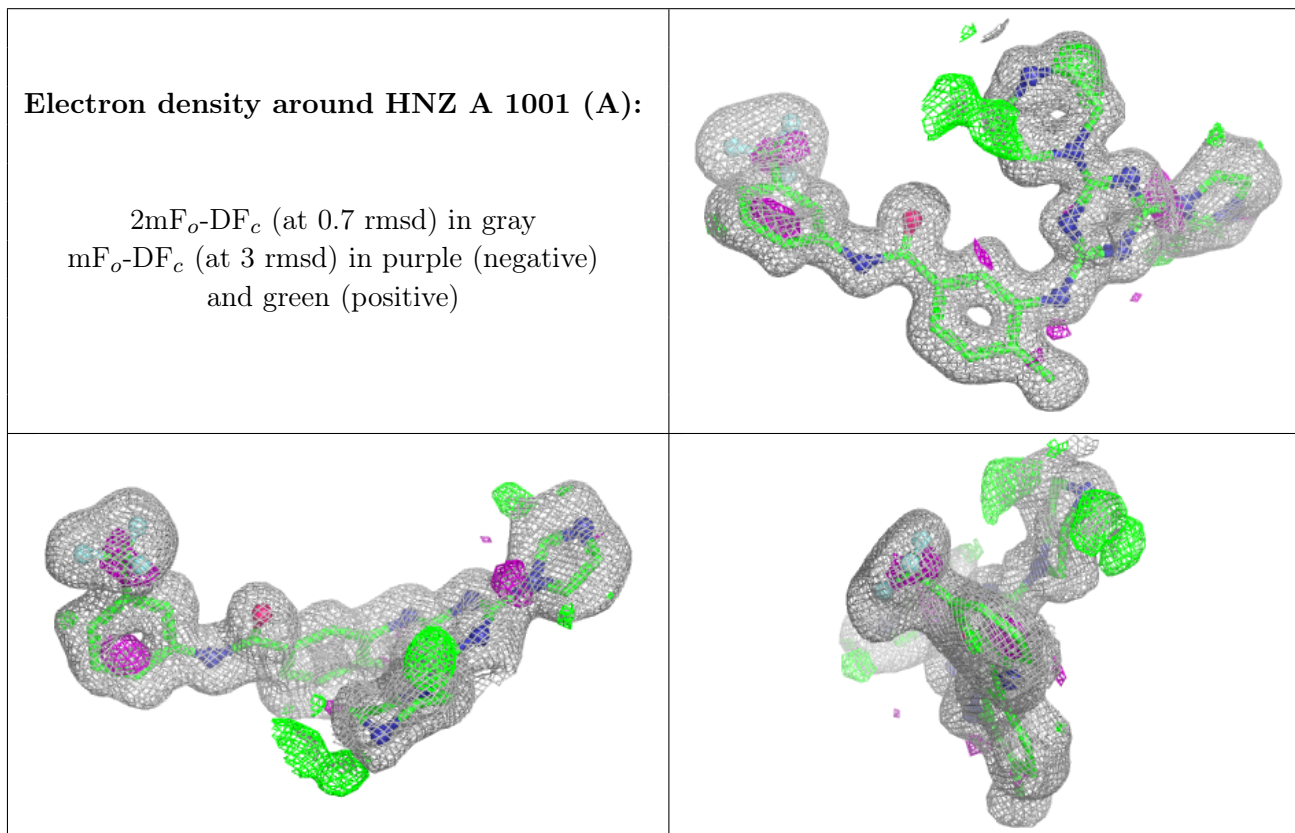 Electron density around HNZ A 1001 (A):
2mFo-DFc (at 0.7 rmsd) in gray
mFo-DFc (at 3 rmsd) in purple (negative)
and green (positive)